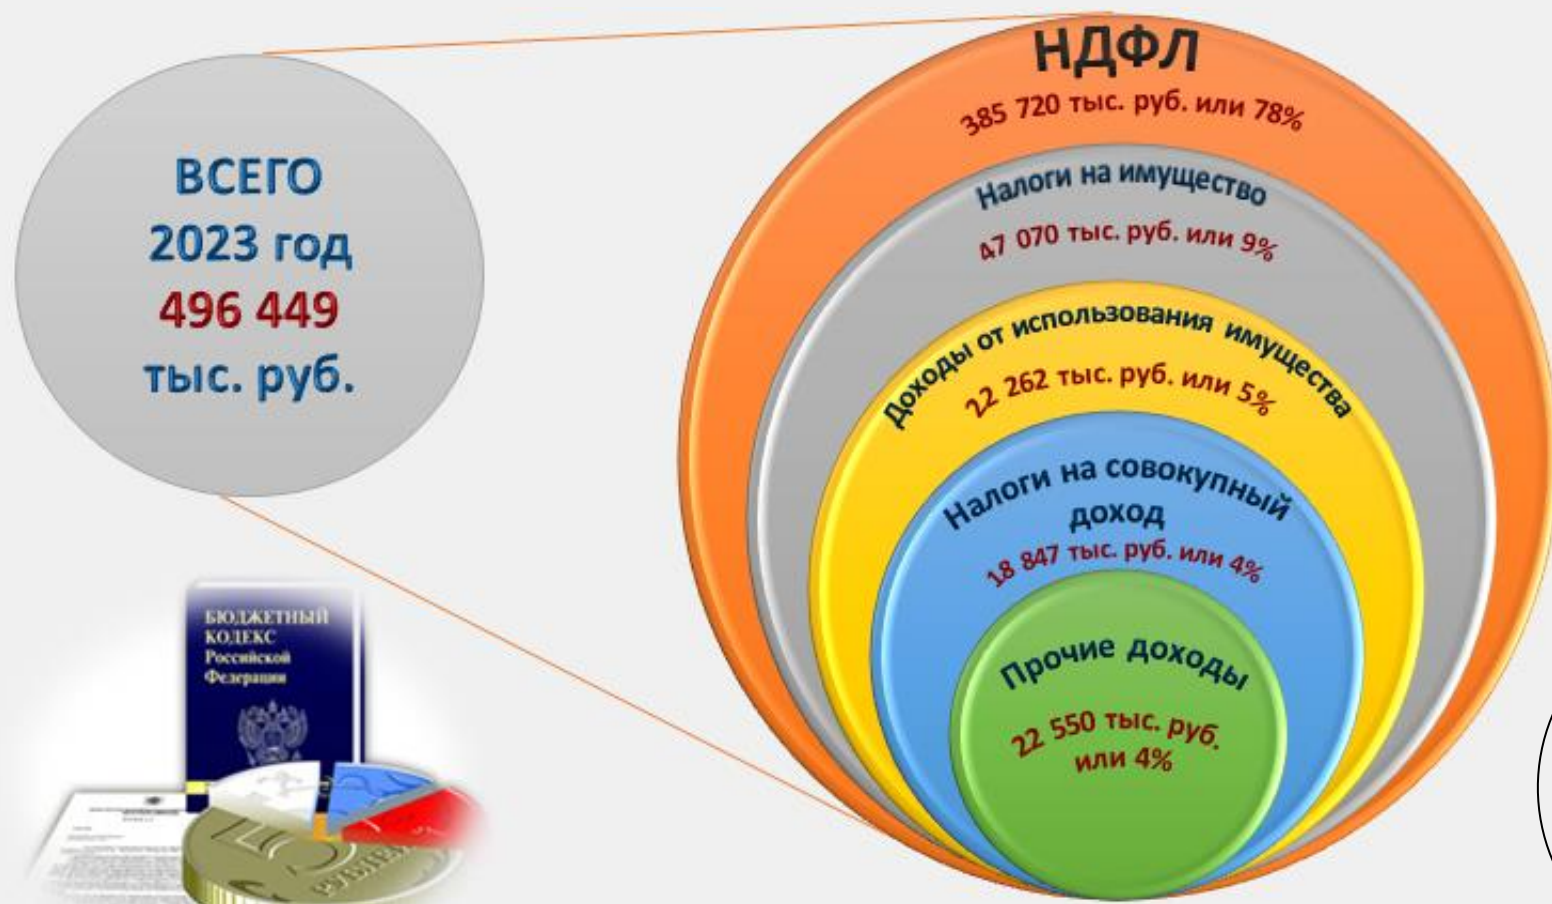 ВСЕГО
2023 год
496 449
тыс. руб.
НДФЛ
385 720 тыс. руб. или 78%
Налоги на имущество
47 070 тыс. руб. или 9%
Доходы от использования имущества
22 262 тыс. руб. или 5%
Налоги на совокупный
доход
18 847 тыс. руб. или 4%
Прочие доходы
22 550 тыс. руб.
или 4%
БЮДЖЕТНЫЙ
КОДЕКС
Российской
Федерации
РУБЛЕЙ